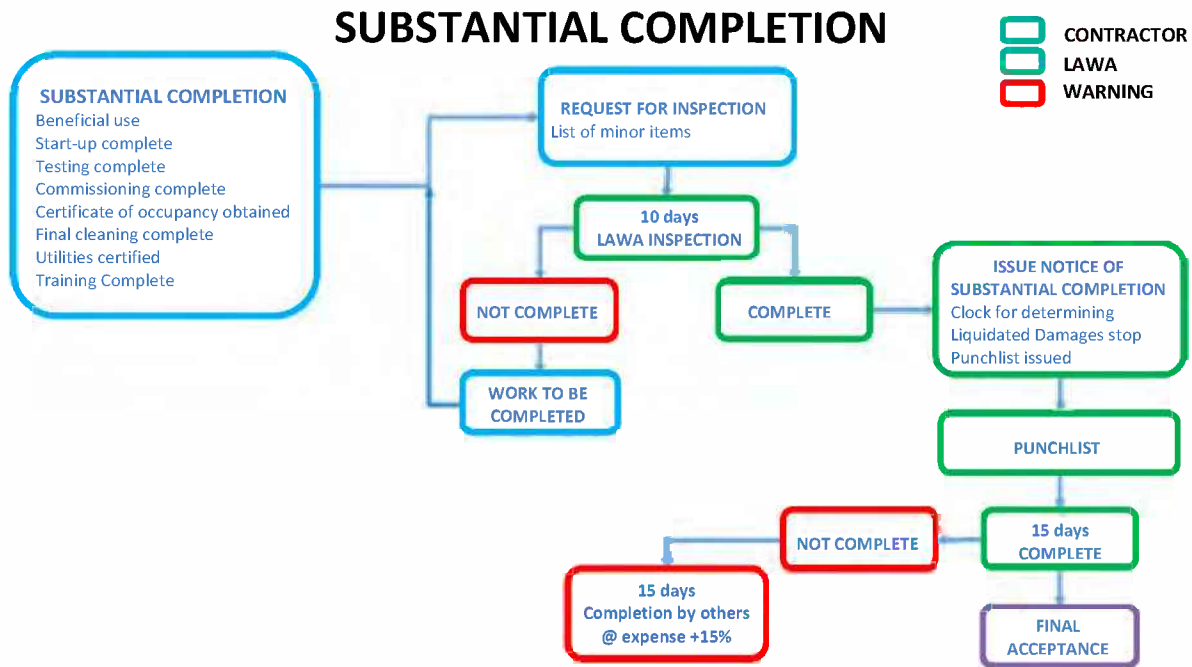 SUBSTANTIAL COMPLETION
CONTRACTOR
LAWA
WARNING
SUBSTANTIAL COMPLETION
Beneficial use
Start-up complete
Testing complete
Commissioning complete
Certificate of occupancy obtained
Final cleaning complete
Utilities certified
Training Complete
REQUEST FOR INSPECTION
List of minor items
10 days
LAWA INSPECTION
NOT COMPLETE
COMPLETE
WORK TO BE
COMPLETED
ISSUE NOTICE OF
SUBSTANTIAL COMPLETION
Clock for determining
Liquidated Damages stop
Punchlist issued
PUNCHLIST
15 days
COMPLETE
NOT COMPLETE
15 days
Completion by others
@ expense +15%
FINAL
ACCEPTANCE